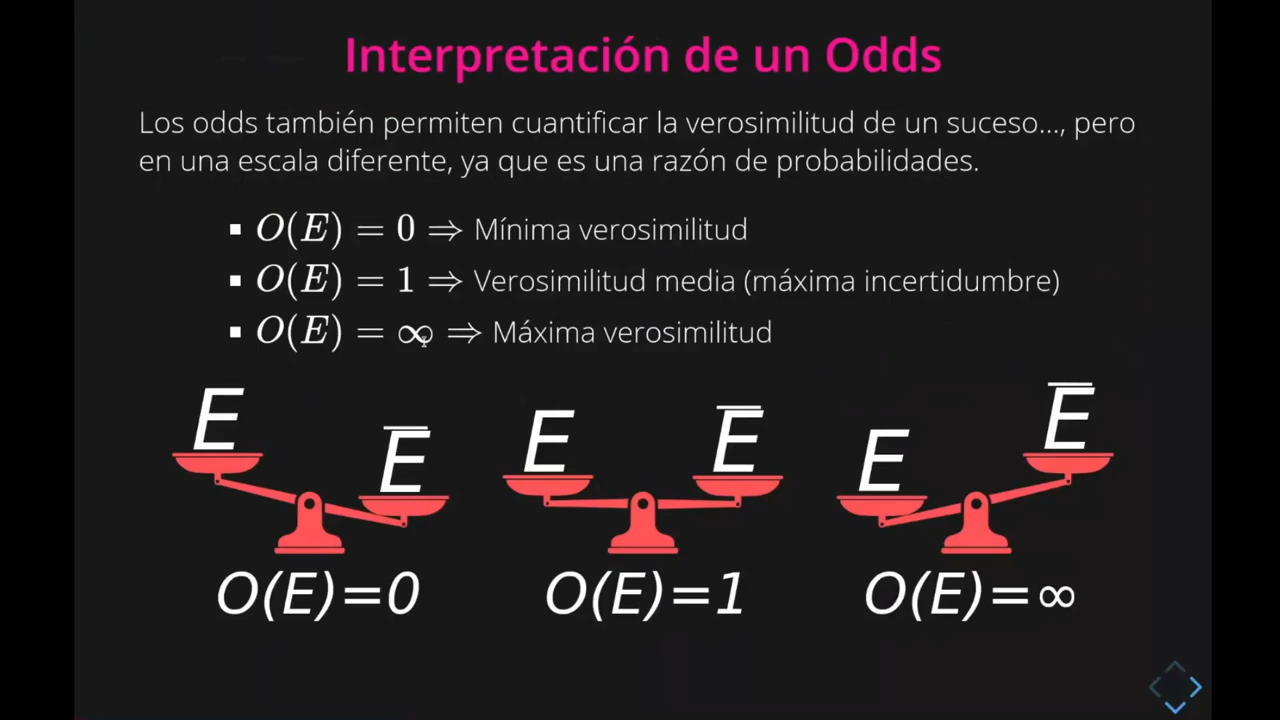 Interpretación de un Odds
Los odds también permiten cuantificar la verosimilitud de un suceso..., pero
en una escala diferente, ya que es una razón de probabilidades.
▪ O(E) = 0 ⇒ Mínima verosimilitud
▪ O(E) = 1 ⇒ Verosimilitud media (máxima incertidumbre)
▪ O(E) = ∞ ⇒ Máxima verosimilitud
E E̅ E E̅ E E̅
O(E)=0 O(E)=1 O(E)=∞